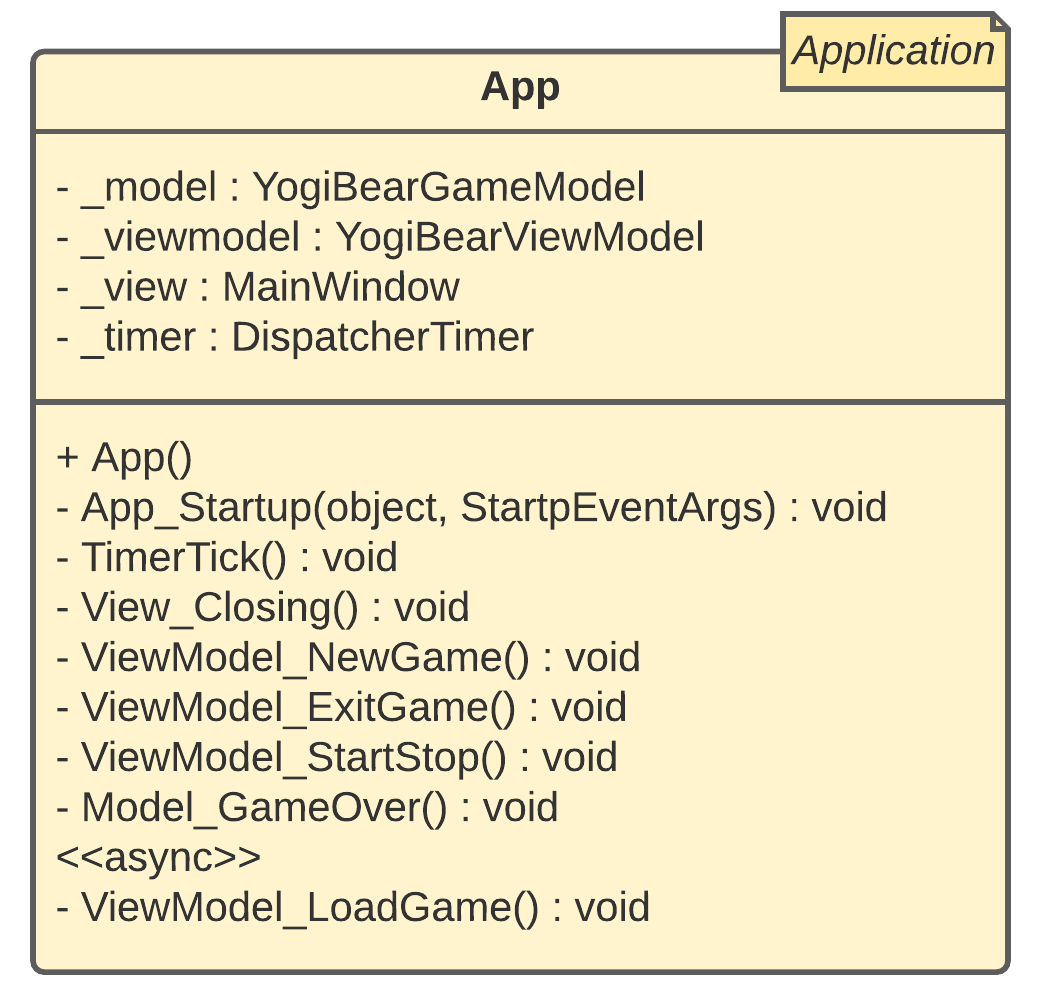 Application
App
- _model : YogiBearGameModel
- _viewmodel : YogiBearViewModel
- _view : MainWindow
- _timer : DispatcherTimer
+ App()
- App_Startup(object, StartpEventArgs) : void
- TimerTick() : void
- View_Closing() : void
- ViewModel_NewGame() : void
- ViewModel_ExitGame() : void
- ViewModel_StartStop() : void
- Model_GameOver() : void
<<async>>
- ViewModel_LoadGame() : void